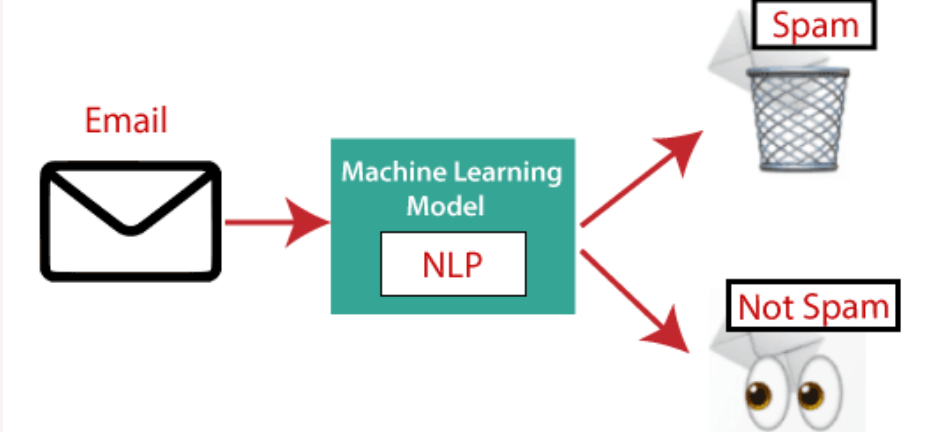 Spam
Email
Machine Learning
Model
NLP
Not Spam